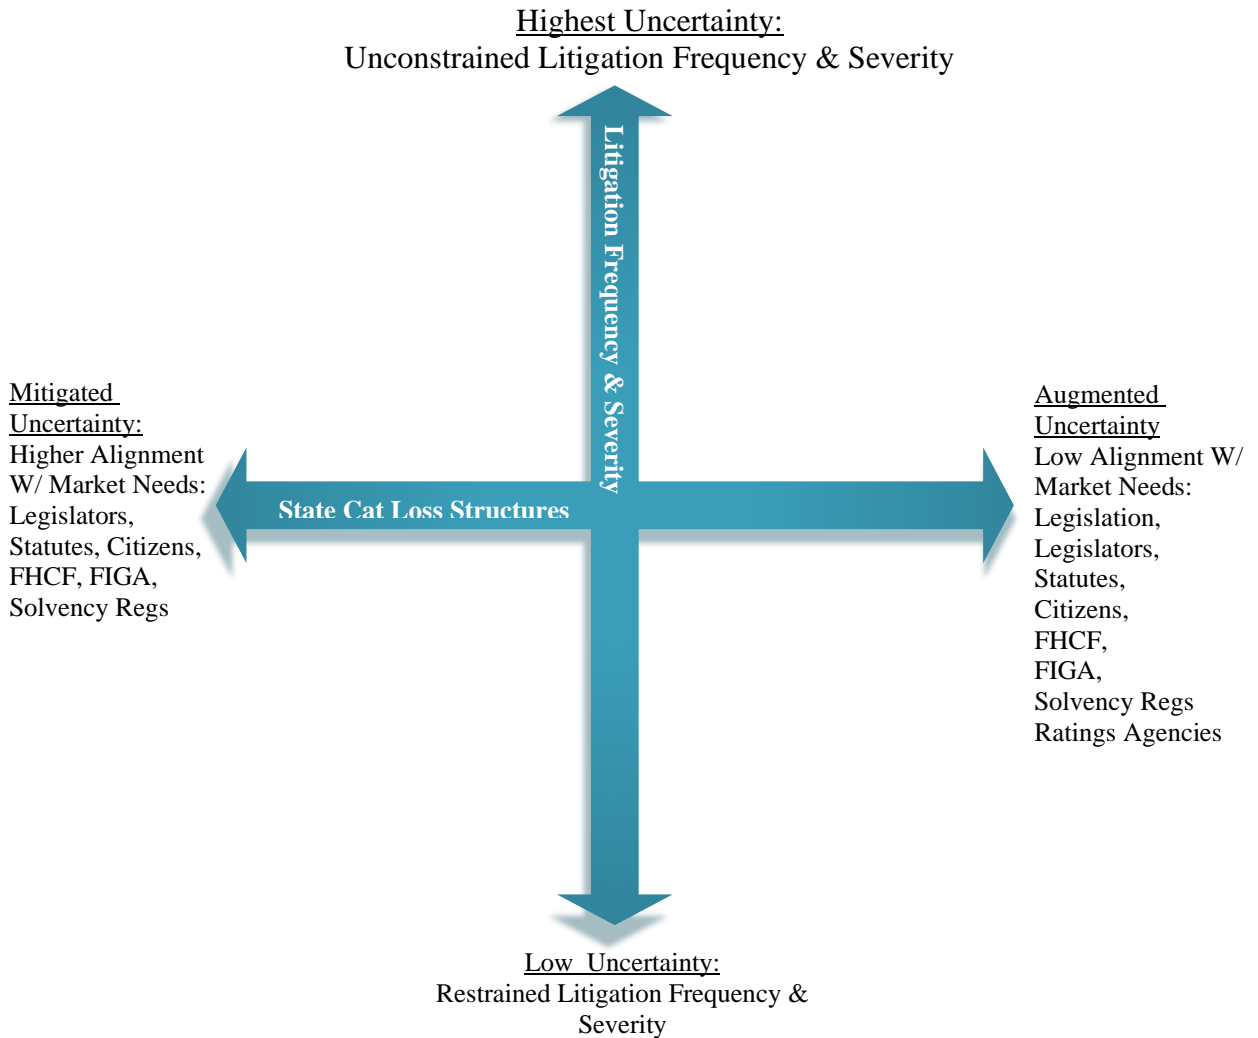 Highest Uncertainty:
Unconstrained Litigation Frequency & Severity
Litigation Frequency & Severity
Mitigated
Uncertainty:
Higher Alignment
W/ Market Needs:
Legislators,
Statutes, Citizens,
FHCF, FIGA,
Solvency Regs
State Cat Loss Structures
Augmented
Uncertainty
Low Alignment W/
Market Needs:
Legislation,
Legislators,
Statutes,
Citizens,
FHCF,
FIGA,
Solvency Regs
Ratings Agencies
Low Uncertainty:
Restrained Litigation Frequency &
Severity